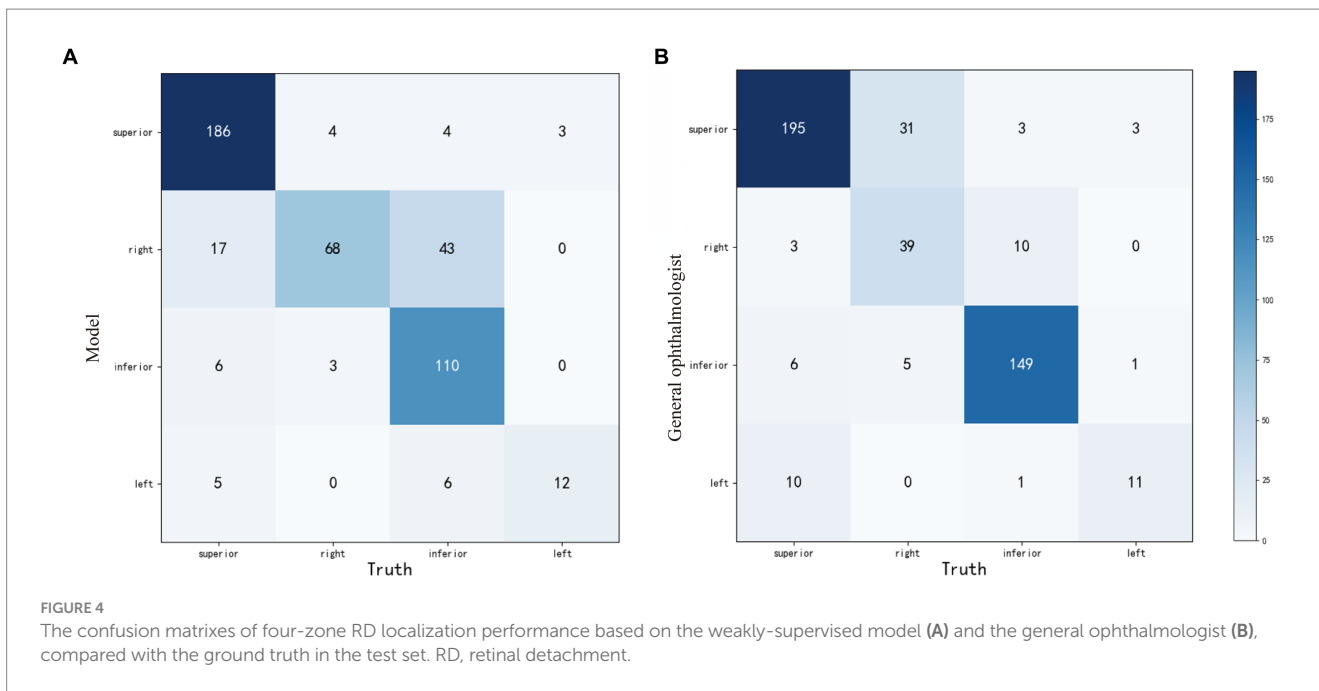 A
B
superior 186 4 4 3
right 17 68 43 0
inferior 6 3 110 0
left 5 0 6 12
superior right inferior left
Truth
Model
superior 195 31 3 3
right 3 39 10 0
inferior 6 5 149 1
left 10 0 1 11
superior right inferior left
Truth
General ophthalmologist
175
150
125
100
75
50
25
0
FIGURE 4
The confusion matrixes of four-zone RD localization performance based on the weakly-supervised model (A) and the general ophthalmologist (B),
compared with the ground truth in the test set. RD, retinal detachment.